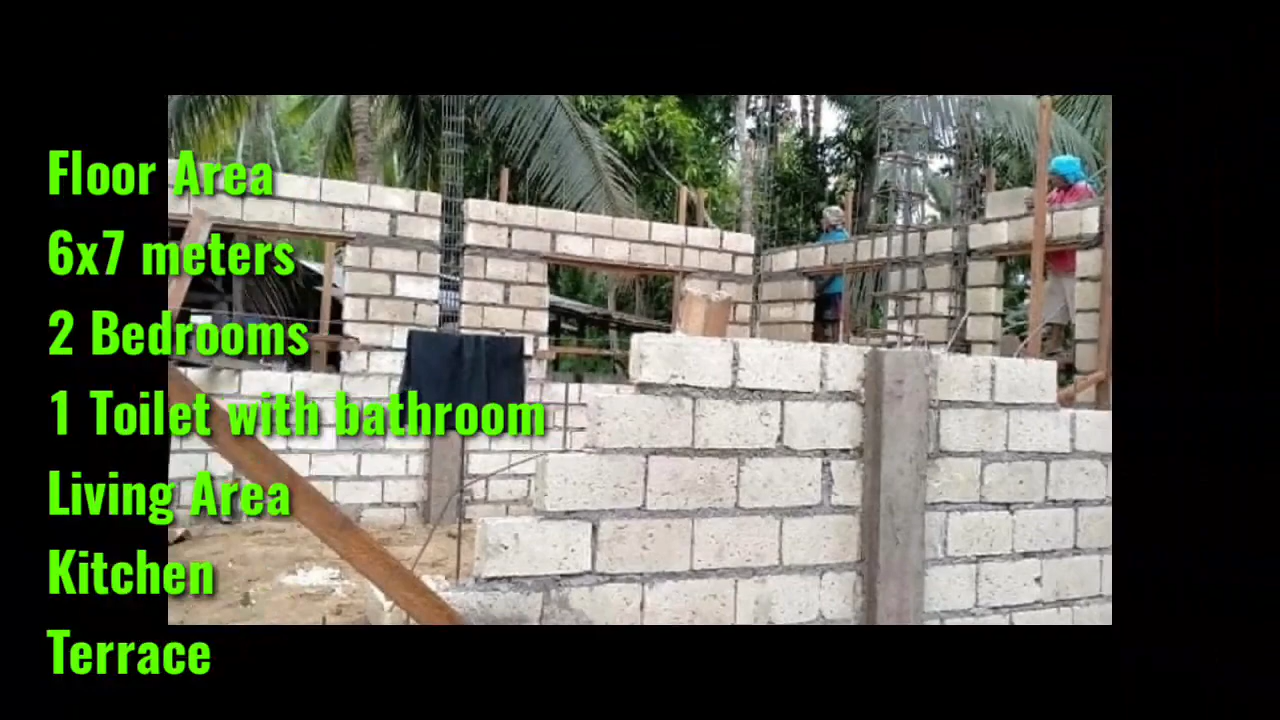 Floor Area
6x7 meters
2 Bedrooms
1 Toilet with bathroom
Living Area
Kitchen
Terrace